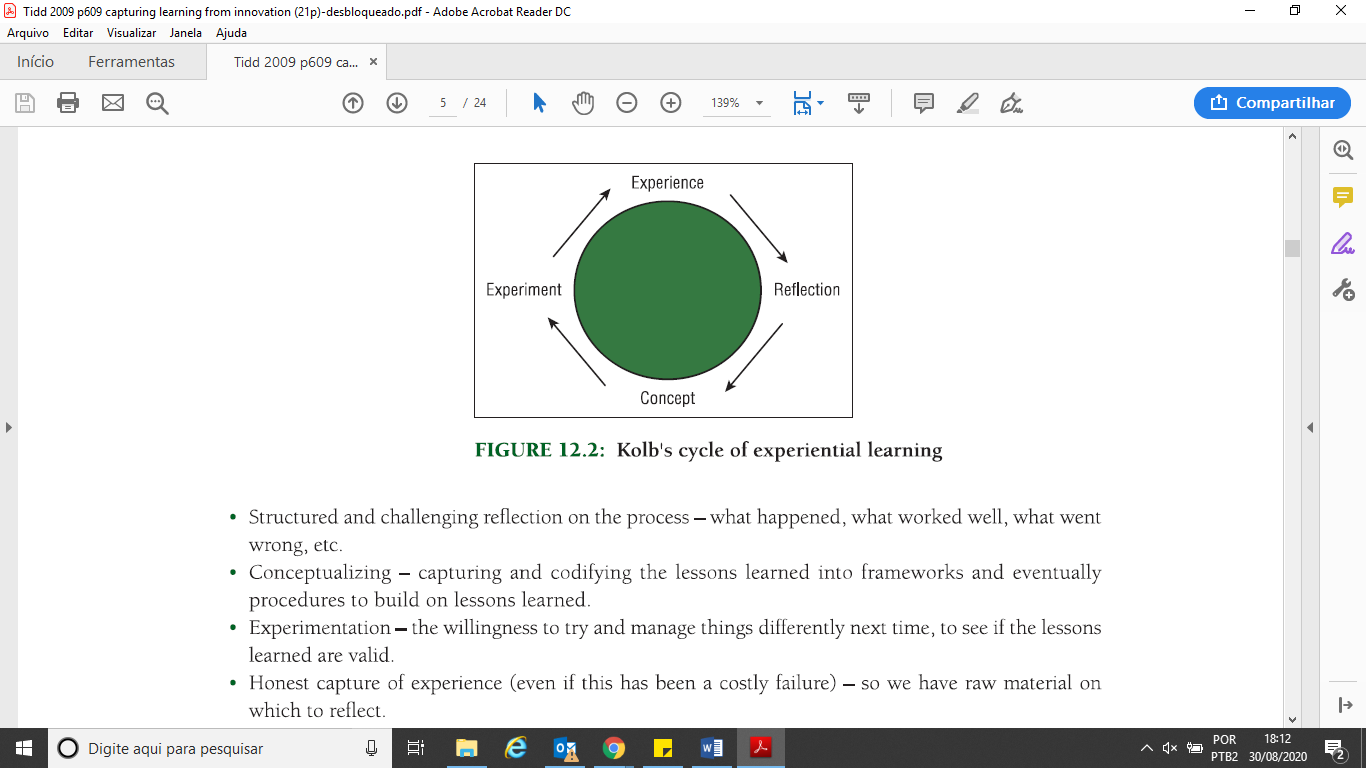 Tidd 2009 p609 capturing learning from innovation (21p)-desbloqueado.pdf - Adobe Acrobat Reader DC
Arquivo Editar Visualizar Janela Ajuda
Início Ferramentas Tidd 2009 p609 ca... ×
5 / 24 139% Compartilhar
Experience
Experiment Reflection
Concept
FIGURE 12.2: Kolb's cycle of experiential learning
• Structured and challenging reflection on the process – what happened, what worked well, what went
wrong, etc.
• Conceptualizing – capturing and codifying the lessons learned into frameworks and eventually
procedures to build on lessons learned.
• Experimentation – the willingness to try and manage things differently next time, to see if the lessons
learned are valid.
• Honest capture of experience (even if this has been a costly failure) – so we have raw material on
which to reflect.
Digite aqui para pesquisar
POR 18:12
PTB2 30/08/2020 2